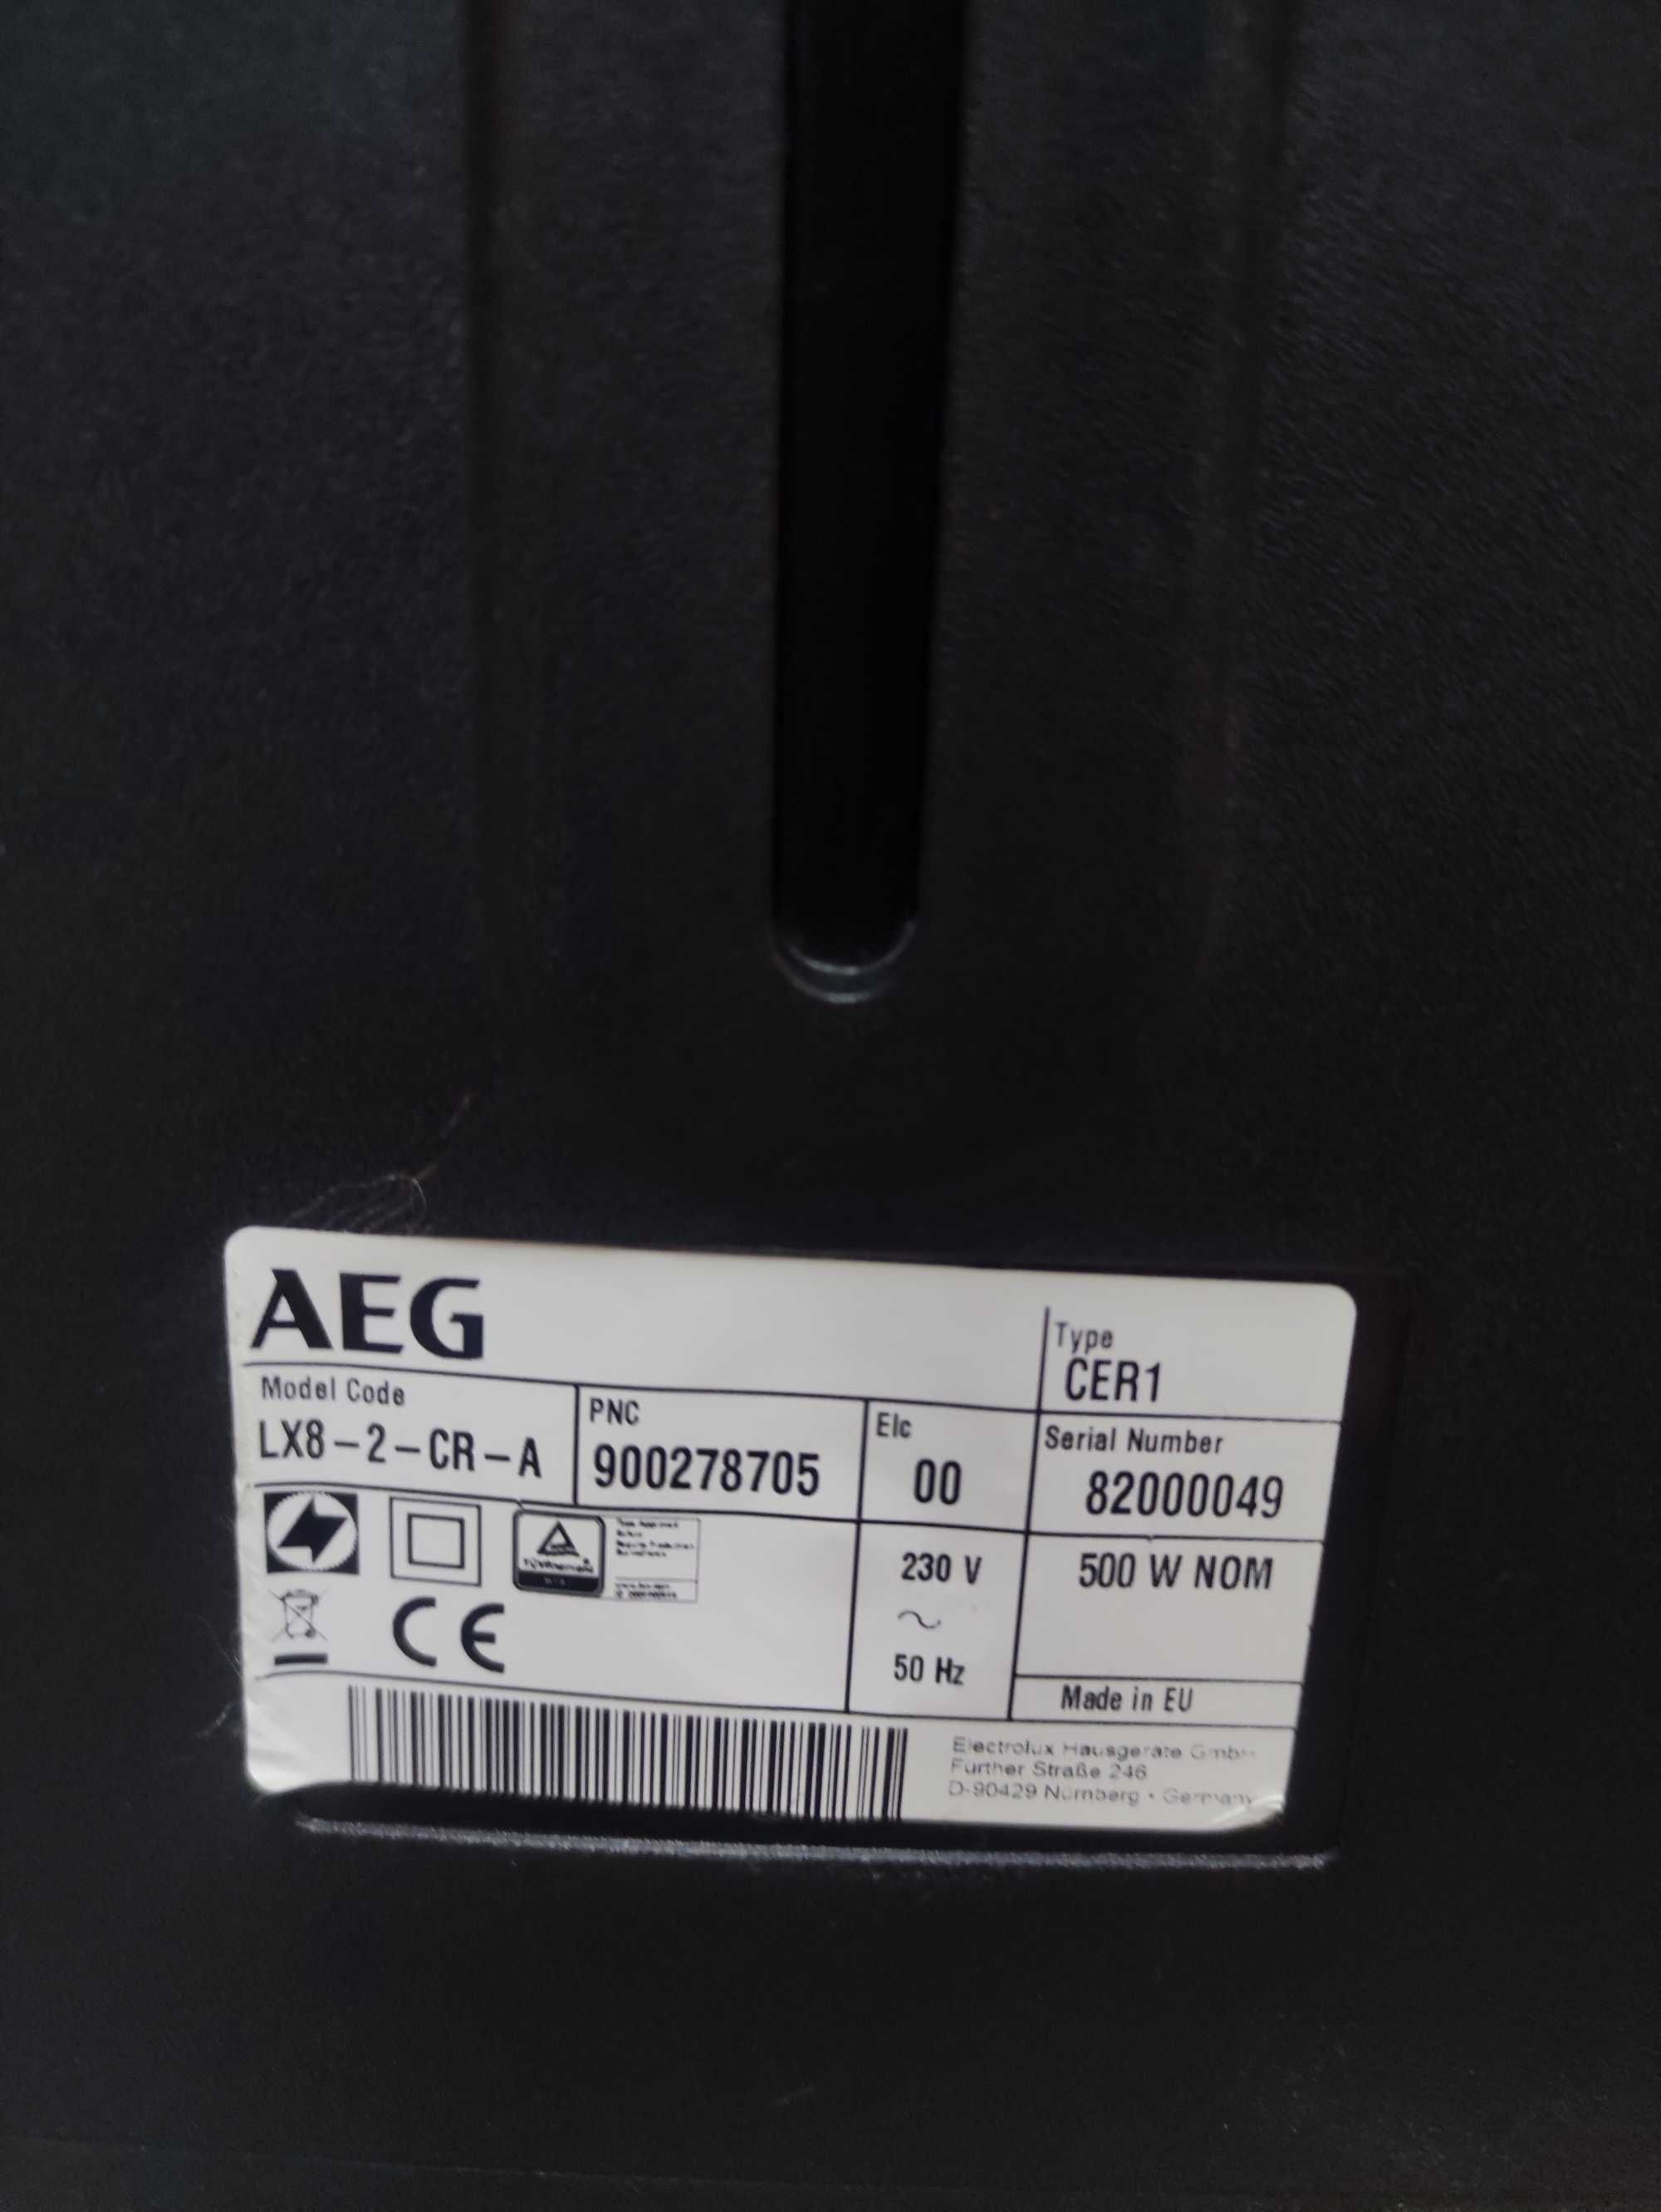 AEG
Type
CER1
Model Code
LX8-2-CR-A
PNC
900278705
Elc
00
Serial Number
82000049
230 V
~
50 Hz
500 W NOM
CE
Made in EU
Electrolux Hausgeräte GmbH
Further Straße 246
D-90429 Nürnberg • Germany